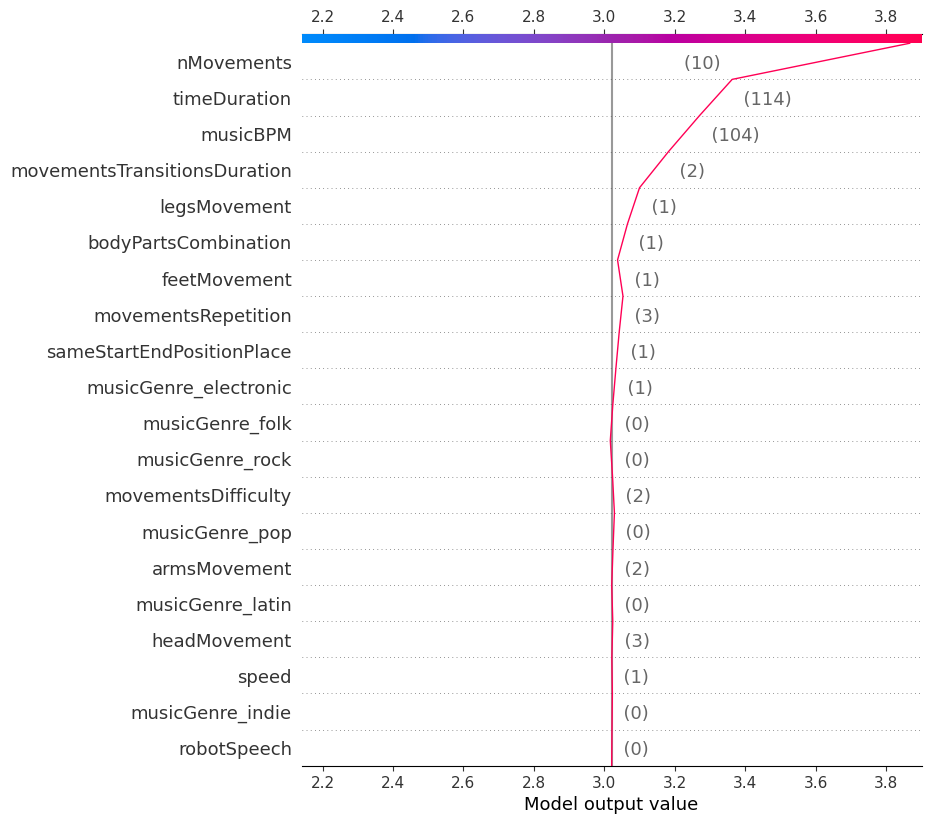 2.2 2.4 2.6 2.8 3.0 3.2 3.4 3.6 3.8
nMovements (10)
timeDuration (114)
musicBPM (104)
movementsTransitionsDuration (2)
legsMovement (1)
bodyPartsCombination (1)
feetMovement (1)
movementsRepetition (3)
sameStartEndPositionPlace (1)
musicGenre_electronic (1)
musicGenre_folk (0)
musicGenre_rock (0)
movementsDifficulty (2)
musicGenre_pop (0)
armsMovement (2)
musicGenre_latin (0)
headMovement (3)
speed (1)
musicGenre_indie (0)
robotSpeech (0)
2.2 2.4 2.6 2.8 3.0 3.2 3.4 3.6 3.8
Model output value